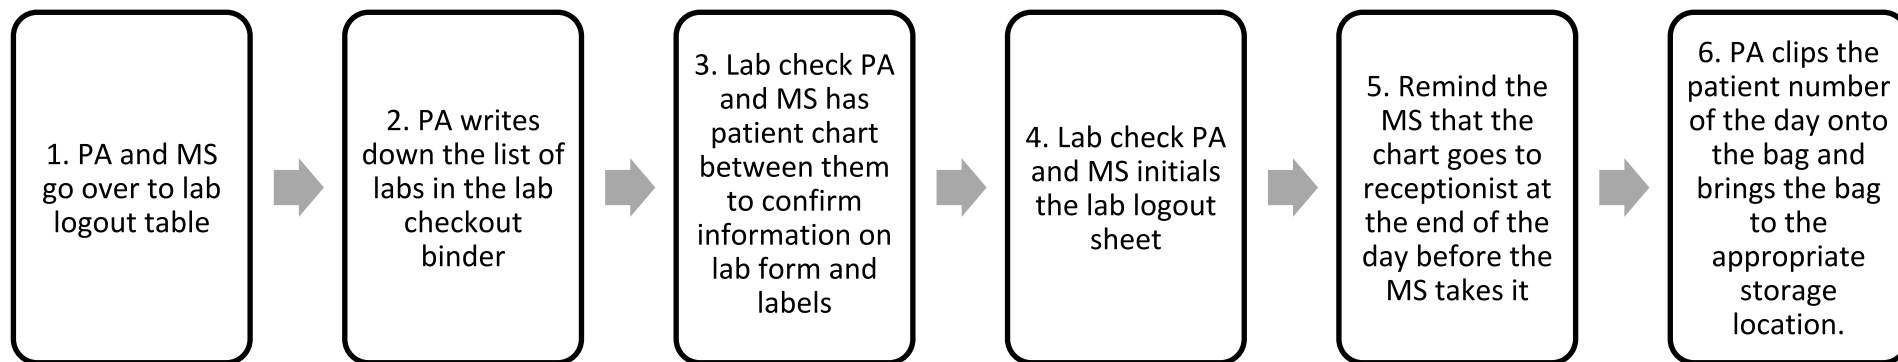 1. PA and MS
go over to lab
logout table
2. PA writes
down the list of
labs in the lab
checkout
binder
3. Lab check PA
and MS has
patient chart
between them
to confirm
information on
lab form and
labels
4. Lab check PA
and MS initials
the lab logout
sheet
5. Remind the
MS that the
chart goes to
receptionist at
the end of the
day before the
MS takes it
6. PA clips the
patient number
of the day onto
the bag and
brings the bag
to the
appropriate
storage
location.